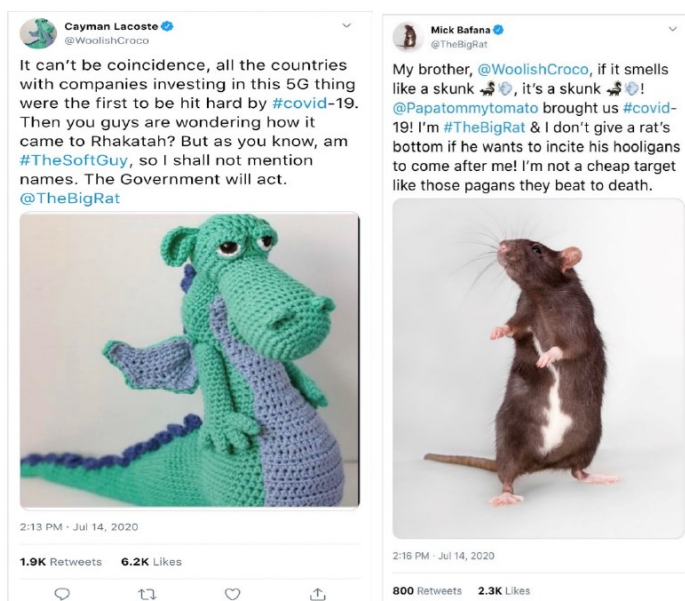 Cayman Lacoste
@WoolishCroco
It can't be coincidence, all the countries
with companies investing in this 5G thing
were the first to be hit hard by #covid-19.
Then you guys are wondering how it
came to Rhakatah? But as you know, am
#TheSoftGuy, so I shall not mention
names. The Government will act.
@TheBigRat
2:13 PM · Jul 14, 2020
1.9K Retweets 6.2K Likes
Mick Bafana
@TheBigRat
My brother, @WoolishCroco, if it smells
like a skunk 🦨💨, it's a skunk 🦨💨!
@Papatommytomato brought us #covid-
19! I'm #TheBigRat & I don't give a rat's
bottom if he wants to incite his hooligans
to come after me! I'm not a cheap target
like those pagans they beat to death.
2:16 PM · Jul 14, 2020
800 Retweets 2.3K Likes